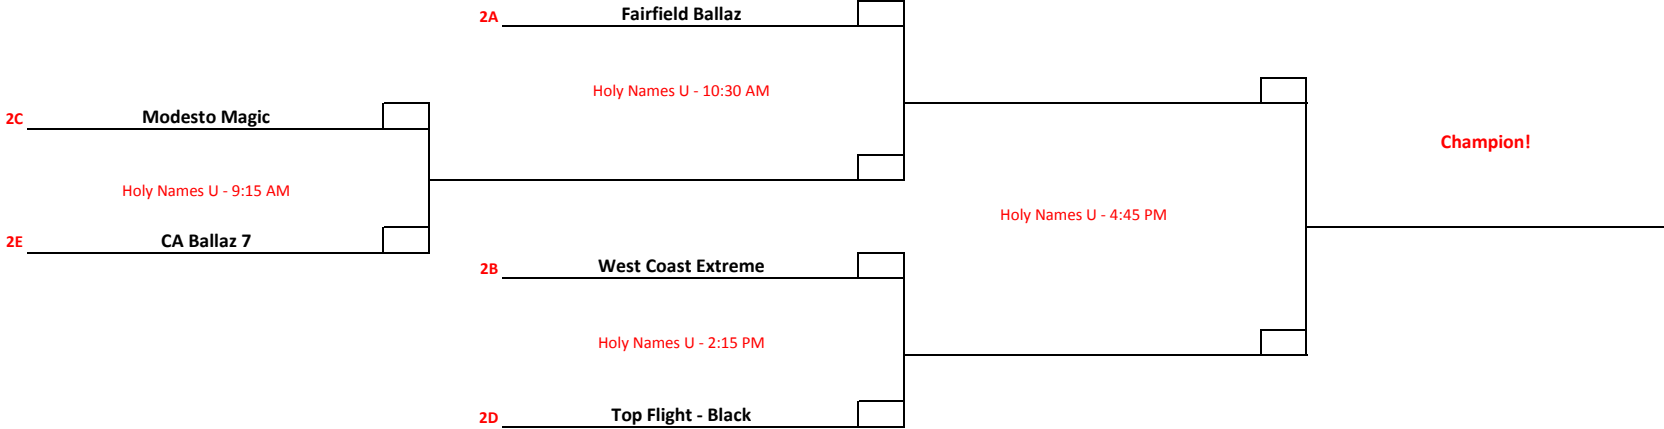 2A Fairfield Ballaz
Holy Names U - 10:30 AM
2C Modesto Magic
Champion!
Holy Names U - 9:15 AM
Holy Names U - 4:45 PM
2E CA Ballaz 7
2B West Coast Extreme
Holy Names U - 2:15 PM
2D Top Flight - Black